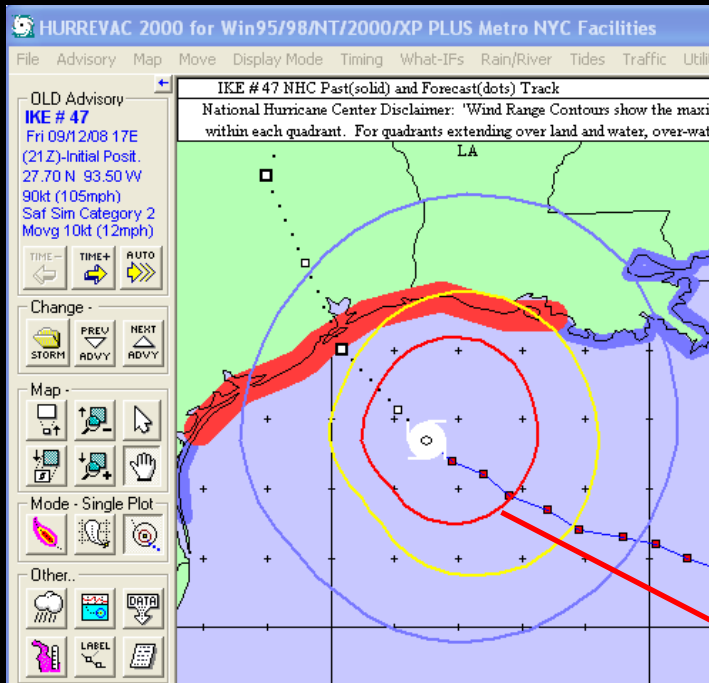 HURREVAC 2000 for Win95/98/NT/2000/XP PLUS Metro NYC Facilities
File Advisory Map Move Display Mode Timing What-IFs Rain/River Tides Traffic Utili
OLD Advisory
IKE # 47
Fri 09/12/08 17E
(21Z)-Initial Posit.
27.70 N 93.50 W
90kt (105mph)
Saf Sim Category 2
Movg 10kt (12mph)
TIME- TIME+ AUTO
Change -
STORM PREV ADVY NEXT ADVY
Map -
Mode - Single Plot
Other..
DATA
LABEL
IKE # 47 NHC Past(solid) and Forecast(dots) Track
National Hurricane Center Disclaimer: 'Wind Range Contours show the maxi
within each quadrant. For quadrants extending over land and water, over-wat
LA